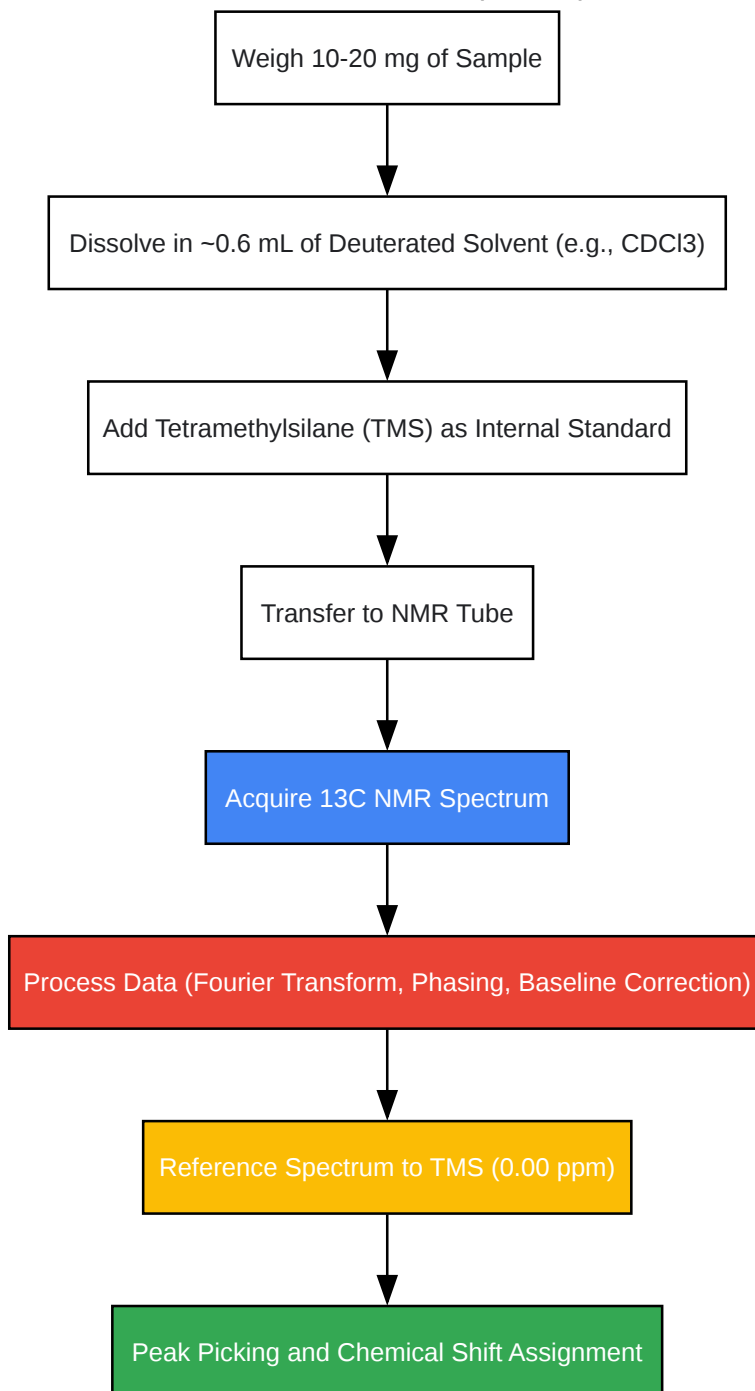 Weigh 10-20 mg of Sample
Dissolve in ~0.6 mL of Deuterated Solvent (e.g., CDCl3)
Add Tetramethylsilane (TMS) as Internal Standard
Transfer to NMR Tube
Acquire 13C NMR Spectrum
Process Data (Fourier Transform, Phasing, Baseline Correction)
Reference Spectrum to TMS (0.00 ppm)
Peak Picking and Chemical Shift Assignment